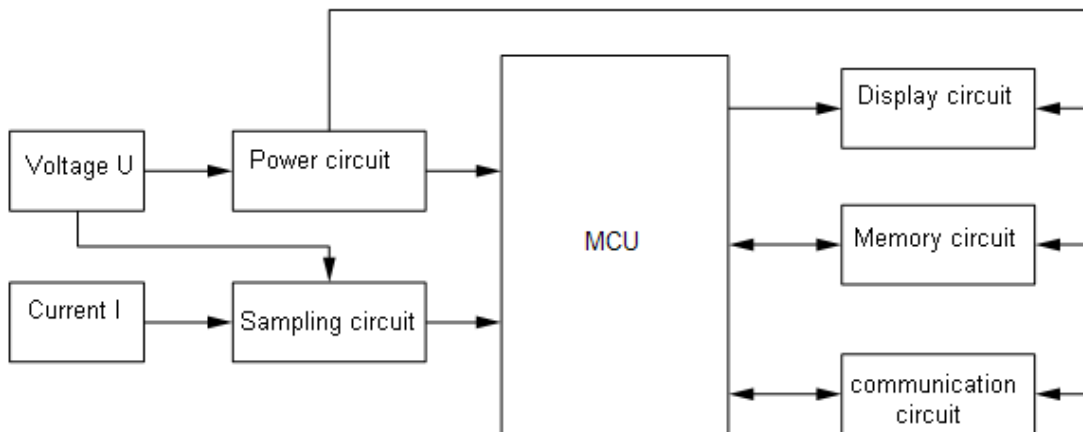 Display circuit
Voltage U
Power circuit
MCU
Memory circuit
Current I
Sampling circuit
communication
circuit